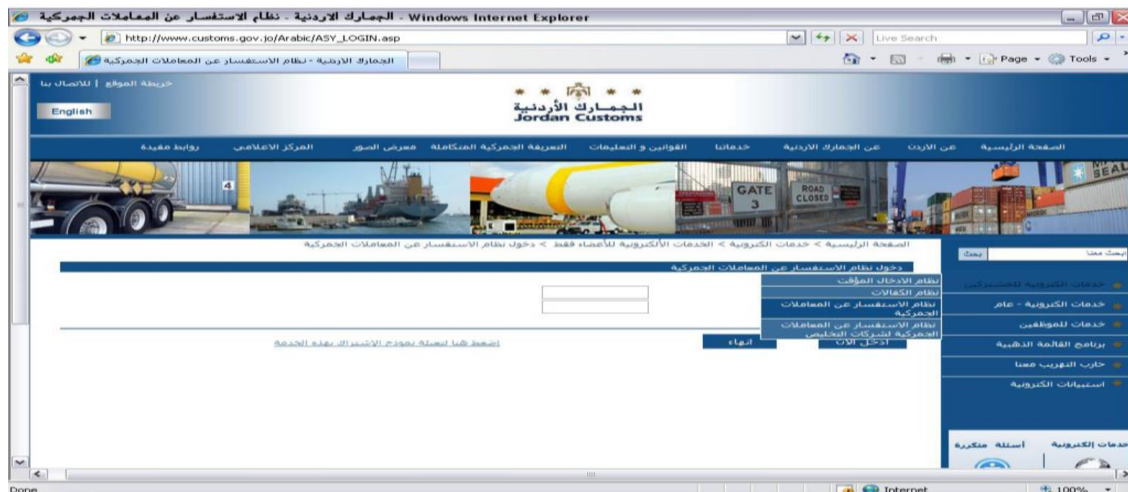 الجمارك الاردنية - نظام الاستفسار عن المعاملات الجمركية - Windows Internet Explorer
http://www.customs.gov.jo/Arabic/ASY_LOGIN.asp
Live Search
الجمارك الاردنية - نظام الاستفسار عن المعاملات الجمركية
Page
Tools
خريطة الموقع | للاتصال بنا
English
الجمارك الأردنية
Jordan Customs
الصفحة الرئيسية
عن الاردن
عن الجمارك الاردنية
خدماتنا
القوانين و التعليمات
التعريفة الجمركية المتكاملة
معرض الصور
المركز الاعلامي
روابط مفيدة
4
GATE 3
ROAD CLOSED
SEAL
الصفحة الرئيسية > خدمات الكترونية > الخدمات الألكترونية للأعضاء فقط > دخول نظام الاستفسار عن المعاملات الجمركية
ابحث معنا
بحث
دخول نظام الاستفسار عن المعاملات الجمركية
نظام الادخال المؤقت
نظام الكفالات
نظام الاستفسار عن المعاملات
الجمركية
نظام الاستفسار عن المعاملات
الجمركية لشركات التخليص
خدمات الكترونية للمشتركين
خدمات الكترونية - عام
خدمات للموظفين
برنامج القائمة الذهبية
حارب التهريب معنا
استبيانات الكترونية
ادخل الآن
انهاء
اضغط هنا لتعبئة نموذج الإشتراك بهذه الخدمة
خدمات إلكترونية
أسئلة متكررة
Done
Internet
100%